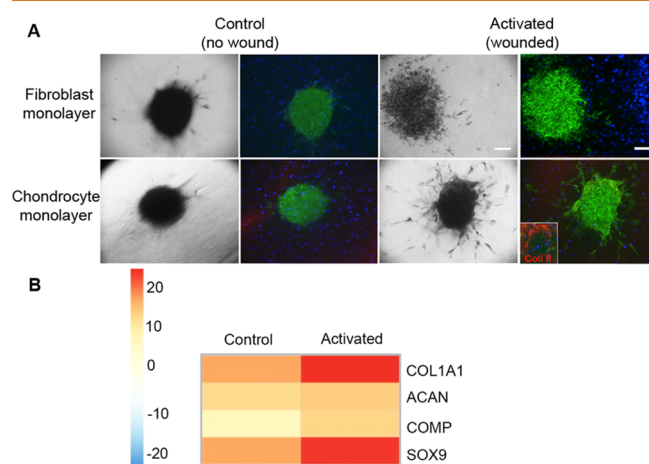 A
Control
(no wound)
Activated
(wounded)
Fibroblast
monolayer
Chondrocyte
monolayer
Coll II
B
20
10
0
-10
-20
Control
Activated
COL1A1
ACAN
COMP
SOX9